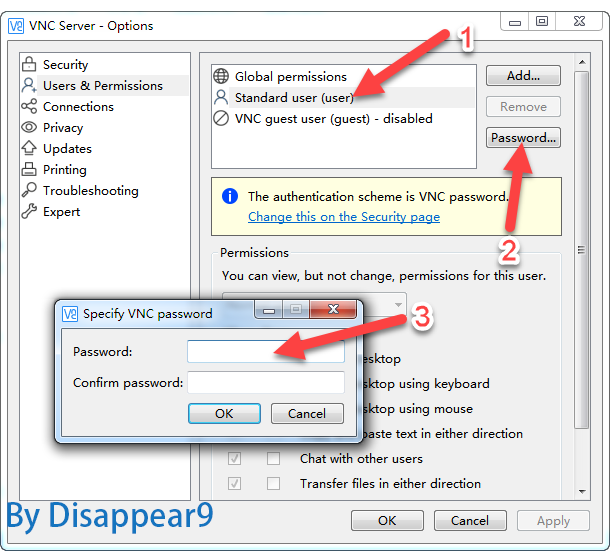 VNC Server - Options
Security
Users & Permissions
Connections
Privacy
Updates
Printing
Troubleshooting
Expert
Global permissions
Standard user (user)
VNC guest user (guest) - disabled
1
Add...
Remove
Password...
2
The authentication scheme is VNC password.
Change this on the Security page
Permissions
You can view, but not change, permissions for this user.
Specify VNC password
Password:
Confirm password:
OK Cancel
3
sktop using keyboard
sktop using mouse
text in either direction
Chat with other users
Transfer files in either direction
By Disappear9
OK Cancel Apply